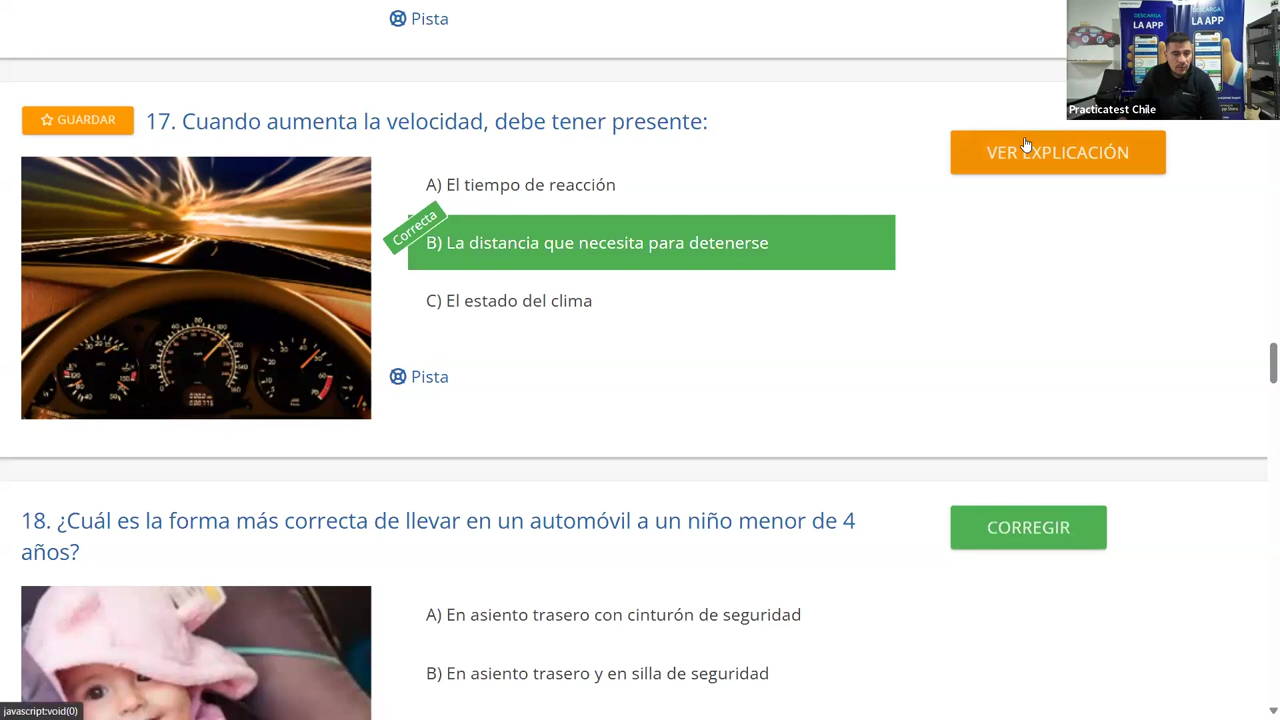 Pista
DESCARGA
LA APP
DESCARGA
LA APP
Practicatest Chile
GUARDAR
17. Cuando aumenta la velocidad, debe tener presente:
VER EXPLICACIÓN
A) El tiempo de reacción
Correcta
B) La distancia que necesita para detenerse
C) El estado del clima
Pista
18. ¿Cuál es la forma más correcta de llevar en un automóvil a un niño menor de 4
años?
CORREGIR
A) En asiento trasero con cinturón de seguridad
B) En asiento trasero y en silla de seguridad
javascript:void(0)